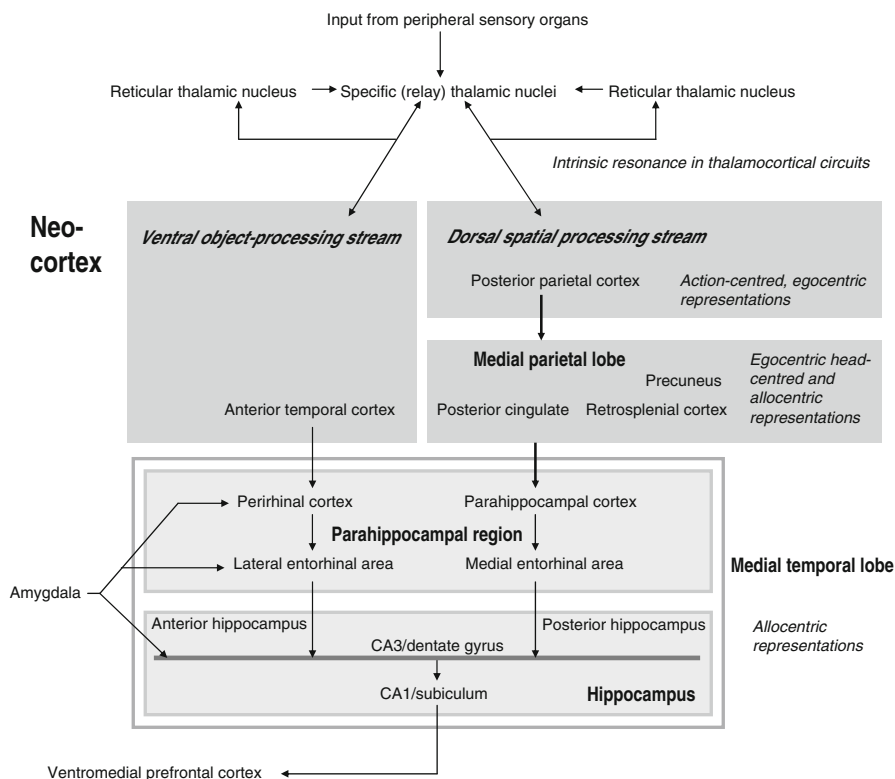 Input from peripheral sensory organs
Reticular thalamic nucleus
Specific (relay) thalamic nuclei
Reticular thalamic nucleus
Intrinsic resonance in thalamocortical circuits
Neo-
cortex
Ventral object-processing stream
Dorsal spatial processing stream
Posterior parietal cortex
Action-centred, egocentric
representations
Medial parietal lobe
Precuneus
Egocentric head-
centred and
allocentric
representations
Anterior temporal cortex
Posterior cingulate
Retrosplenial cortex
Perirhinal cortex
Parahippocampal cortex
Parahippocampal region
Lateral entorhinal area
Medial entorhinal area
Medial temporal lobe
Amygdala
Anterior hippocampus
Posterior hippocampus
Allocentric
representations
CA3/dentate gyrus
CA1/subiculum
Hippocampus
Ventromedial prefrontal cortex